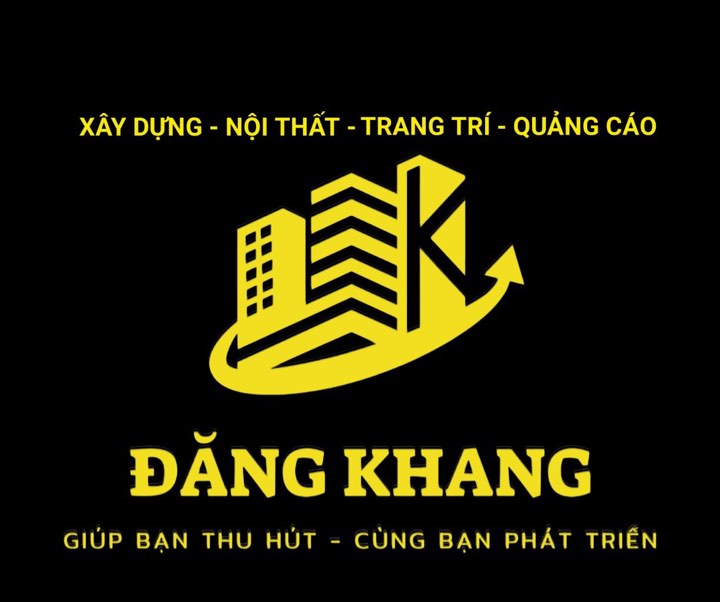 XÂY DỰNG - NỘI THẤT - TRANG TRÍ - QUẢNG CÁO
K
ĐĂNG KHANG
GIÚP BẠN THU HÚT - CÙNG BẠN PHÁT TRIỂN